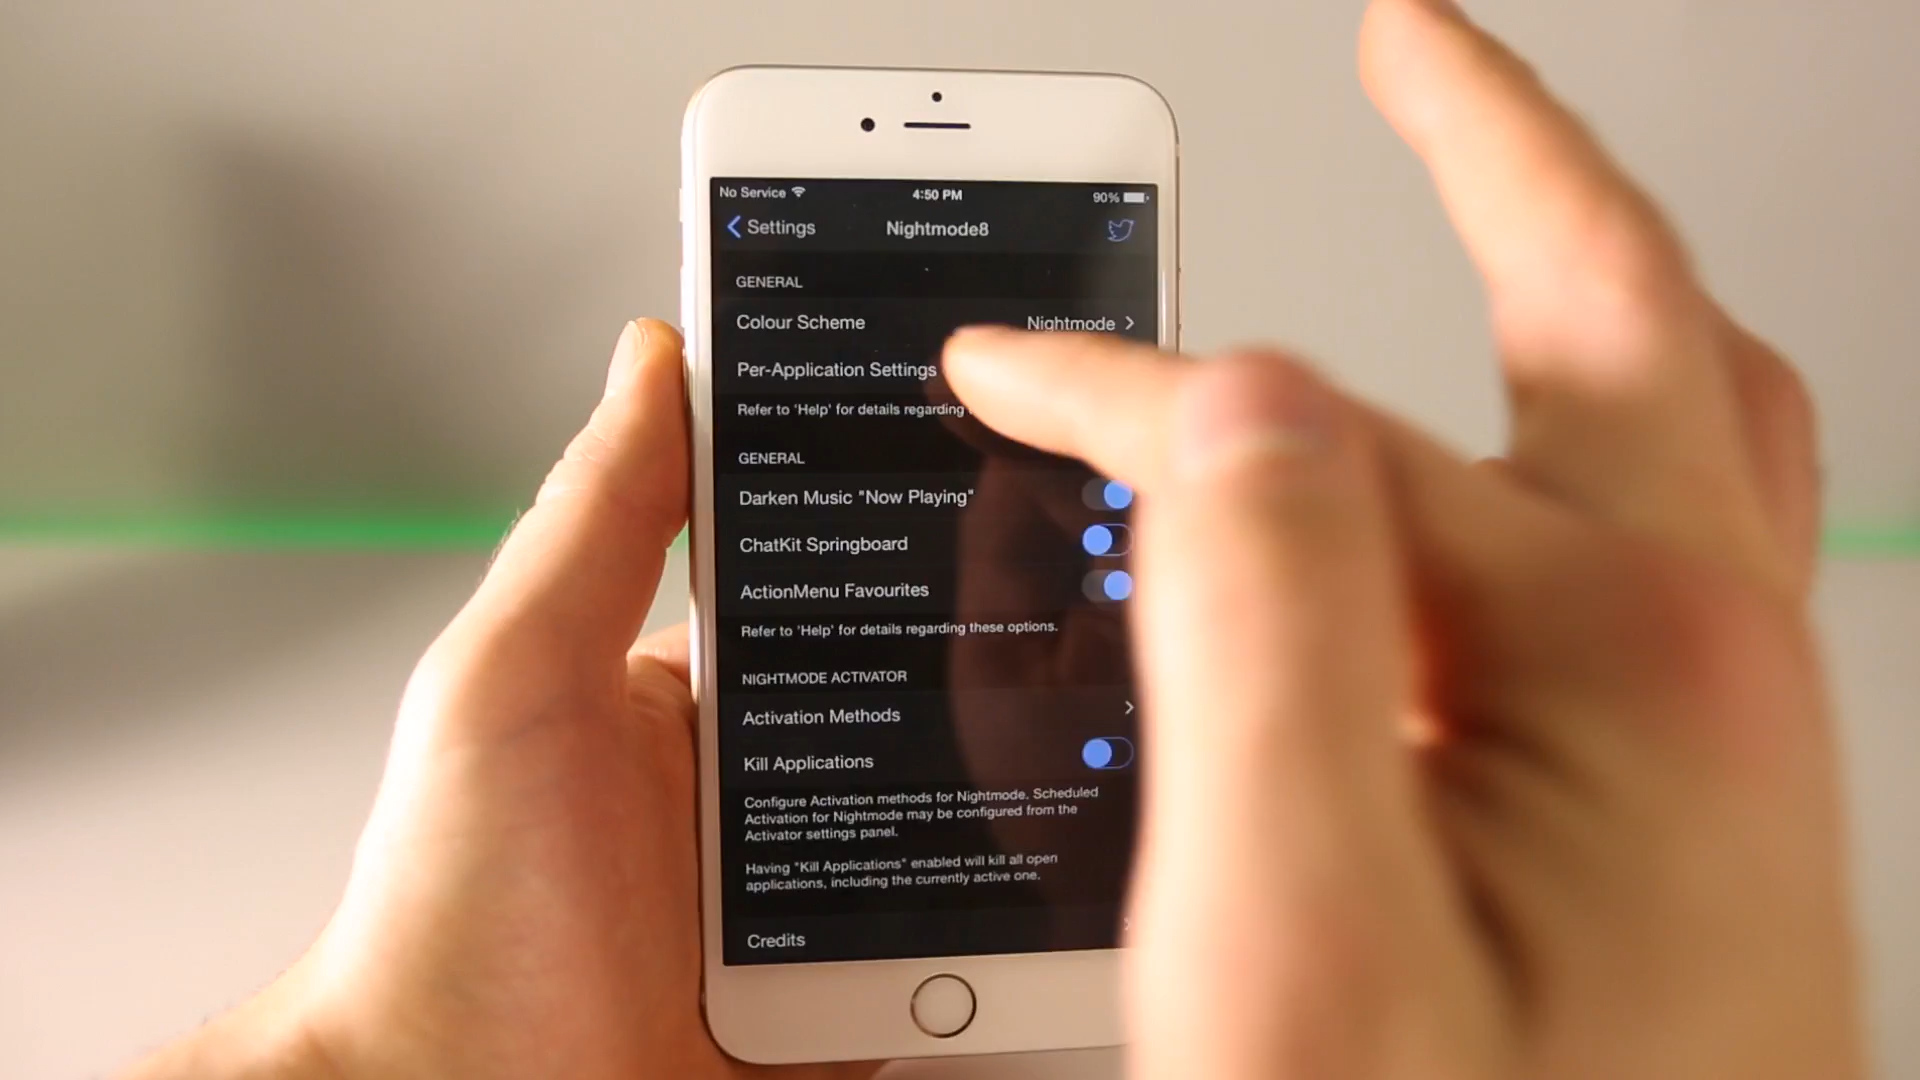 No Service
4:50 PM
90%
Settings
Nightmode8
GENERAL
Colour Scheme
Nightmode
Per-Application Settings
Refer to 'Help' for details regarding
GENERAL
Darken Music "Now Playing"
ChatKit Springboard
ActionMenu Favourites
Refer to 'Help' for details regarding these options.
NIGHTMODE ACTIVATOR
Activation Methods
Kill Applications
Configure Activation methods for Nightmode. Scheduled
Activation for Nightmode may be configured from the
Activator settings panel.
Having "Kill Applications" enabled will kill all open
applications, including the currently active one.
Credits